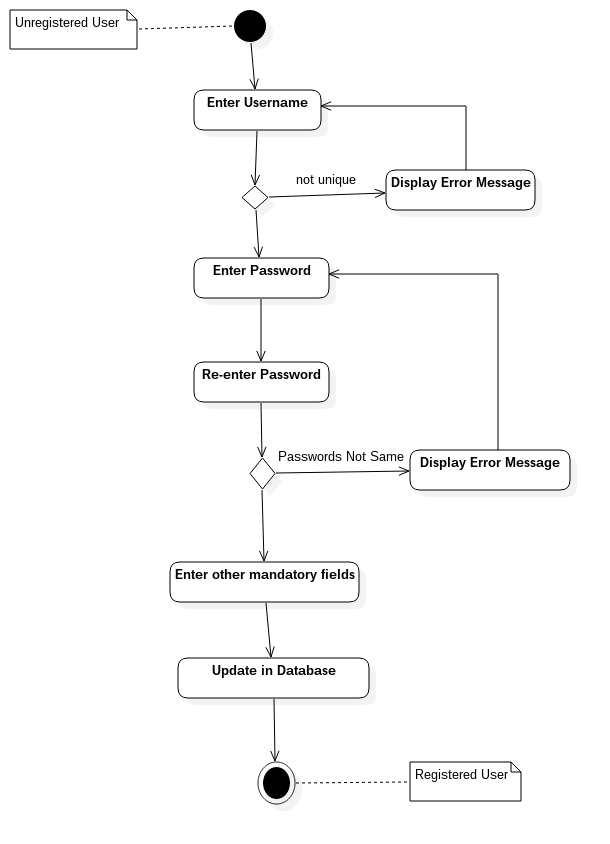 Unregistered User
Enter Username
not unique
Display Error Message
Enter Password
Re-enter Password
Passwords Not Same
Display Error Message
Enter other mandatory fields
Update in Database
Registered User